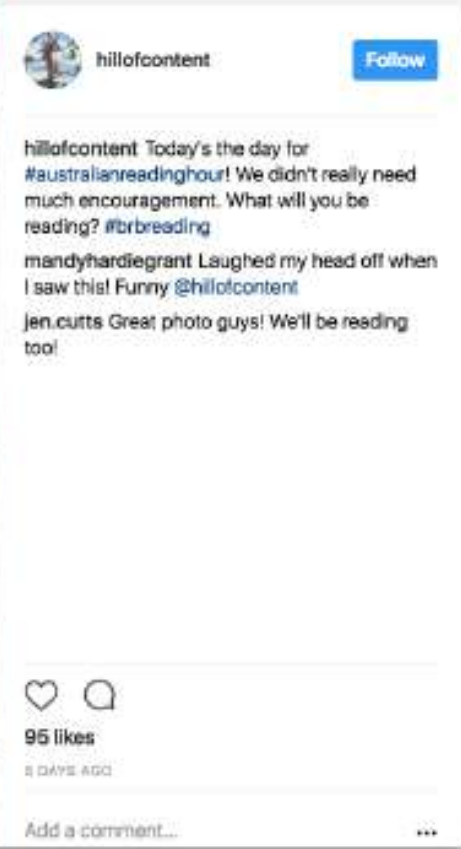 hillofcontent
Follow
hillofcontent Today's the day for
#australianreadinghour! We didn't really need
much encouragement. What will you be
reading? #brbreading
mandyhardiegrant Laughed my head off when
I saw this! Funny @hillofcontent
jen.cutts Great photo guys! We'll be reading
too!
95 likes
DAYS AGO
Add a comment...